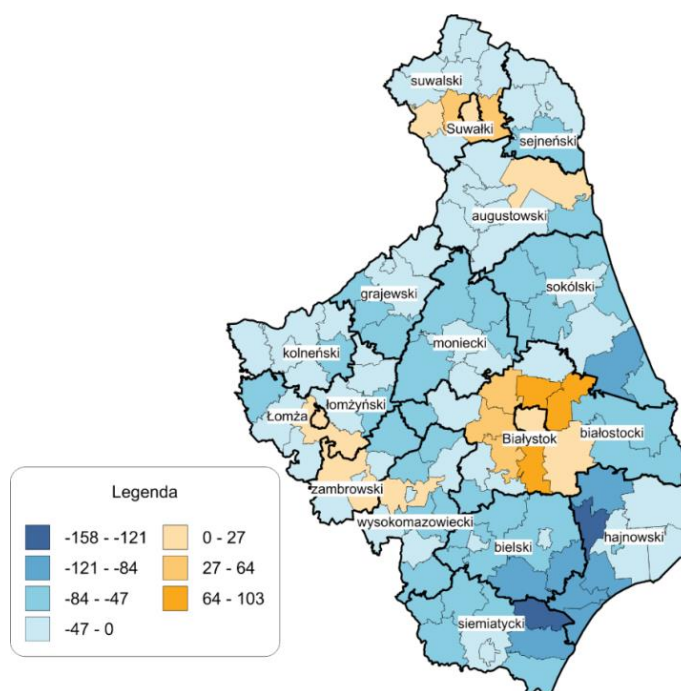 suwalski
Suwałki
sejneński
augustowski
grajewski
sokólski
moniecki
kolneński
łomżyński
Łomża
Białystok
białostocki
zambrowski
wysokomazowiecki
bielski
hajnowski
siemiatycki
Legenda
-158 - -121
-121 - -84
-84 - -47
-47 - 0
0 - 27
27 - 64
64 - 103